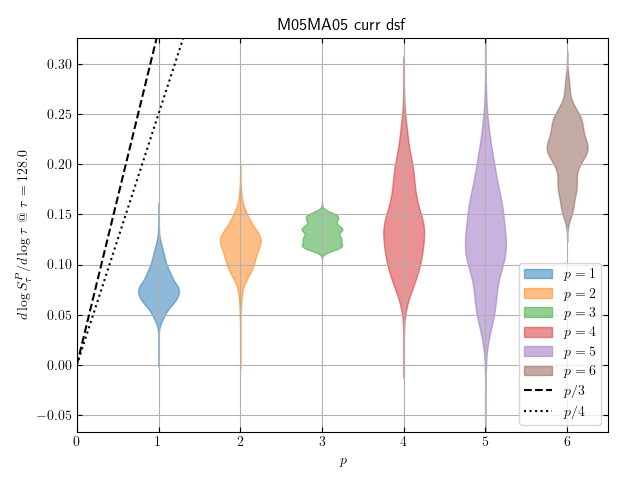 M05MA05 curr dsf
d log S_τ^p / d log τ @ τ = 128.0
0.30
0.25
0.20
0.15
0.10
0.05
0.00
−0.05
0 1 2 3 4 5 6
p
p = 1
p = 2
p = 3
p = 4
p = 5
p = 6
p/3
p/4